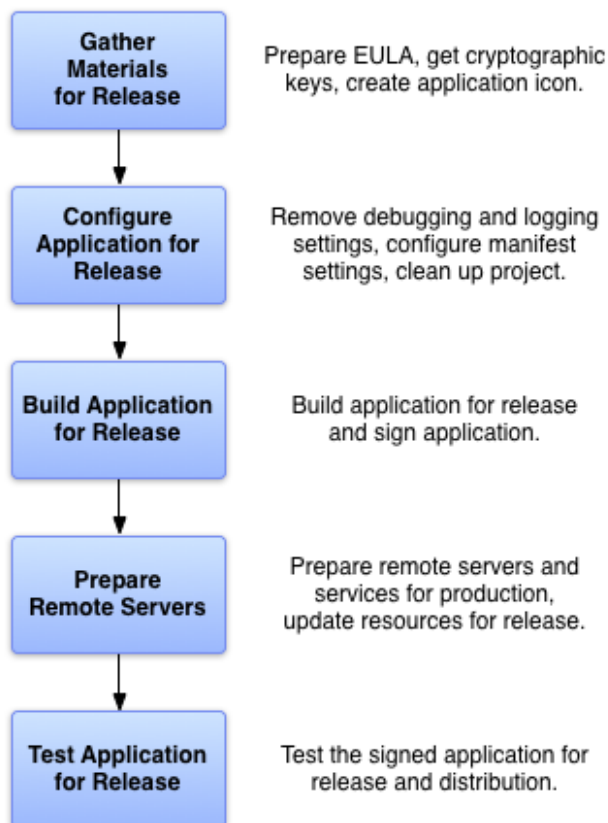 Gather
Materials
for Release
Prepare EULA, get cryptographic
keys, create application icon.
Configure
Application for
Release
Remove debugging and logging
settings, configure manifest
settings, clean up project.
Build Application
for Release
Build application for release
and sign application.
Prepare
Remote Servers
Prepare remote servers and
services for production,
update resources for release.
Test Application
for Release
Test the signed application for
release and distribution.